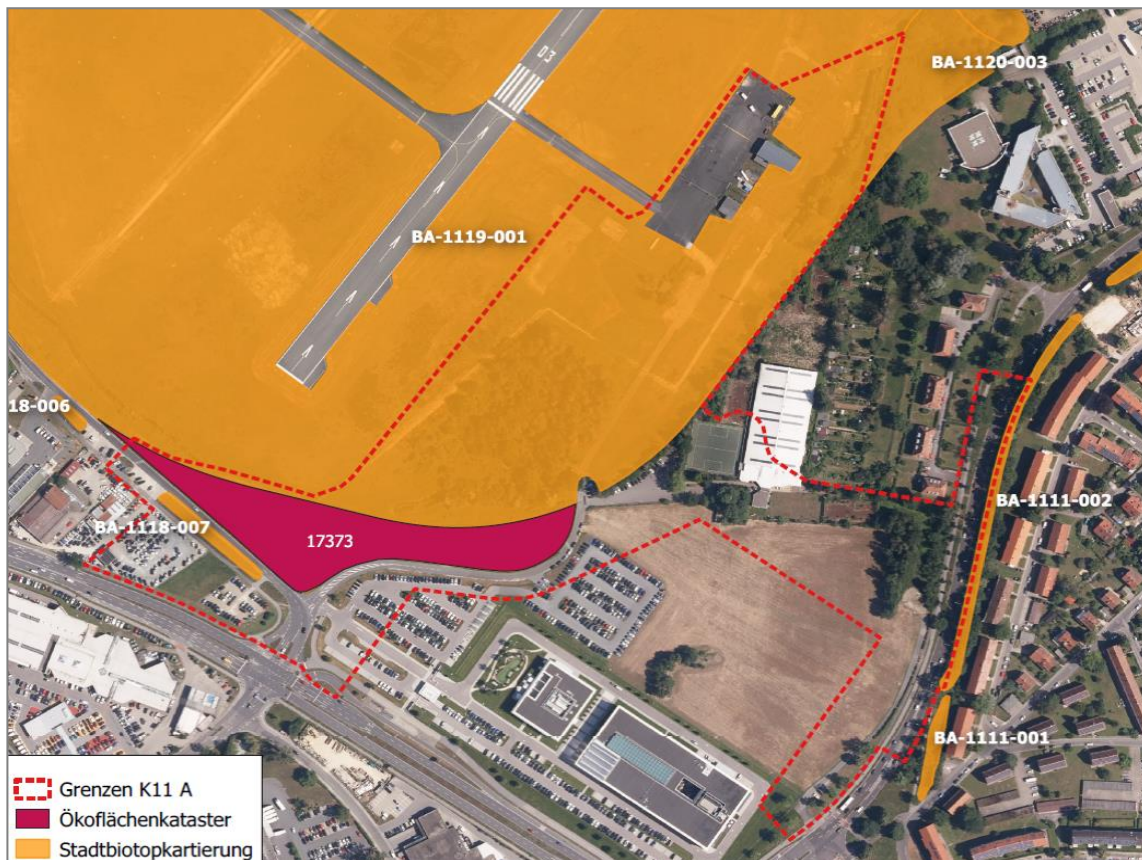 03
BA-1120-003
BA-1119-001
18-006
BA-1118-007
17373
BA-1111-002
BA-1111-001
Grenzen K11 A
Ökoflächenkataster
Stadtbiotopkartierung